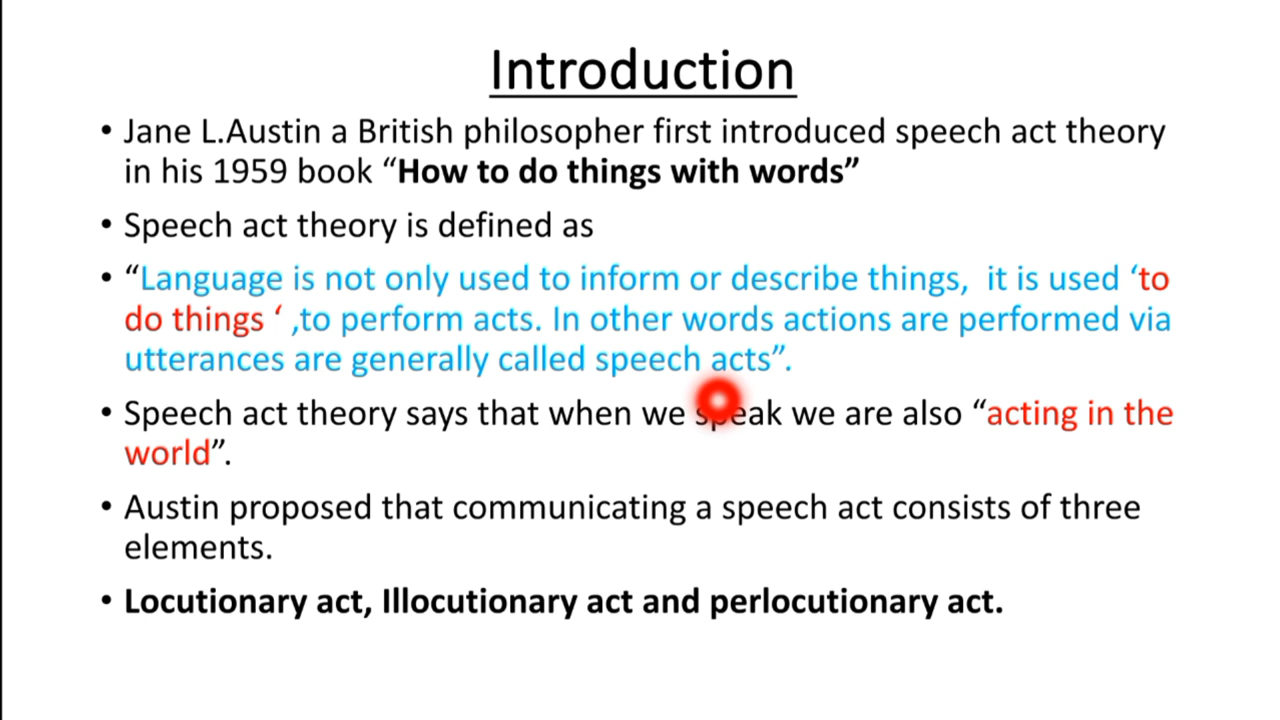 Introduction
• Jane L.Austin a British philosopher first introduced speech act theory
in his 1959 book “How to do things with words”
• Speech act theory is defined as
• “Language is not only used to inform or describe things, it is used ‘to
do things ‘ ,to perform acts. In other words actions are performed via
utterances are generally called speech acts”.
• Speech act theory says that when we speak we are also “acting in the
world”.
• Austin proposed that communicating a speech act consists of three
elements.
• Locutionary act, Illocutionary act and perlocutionary act.